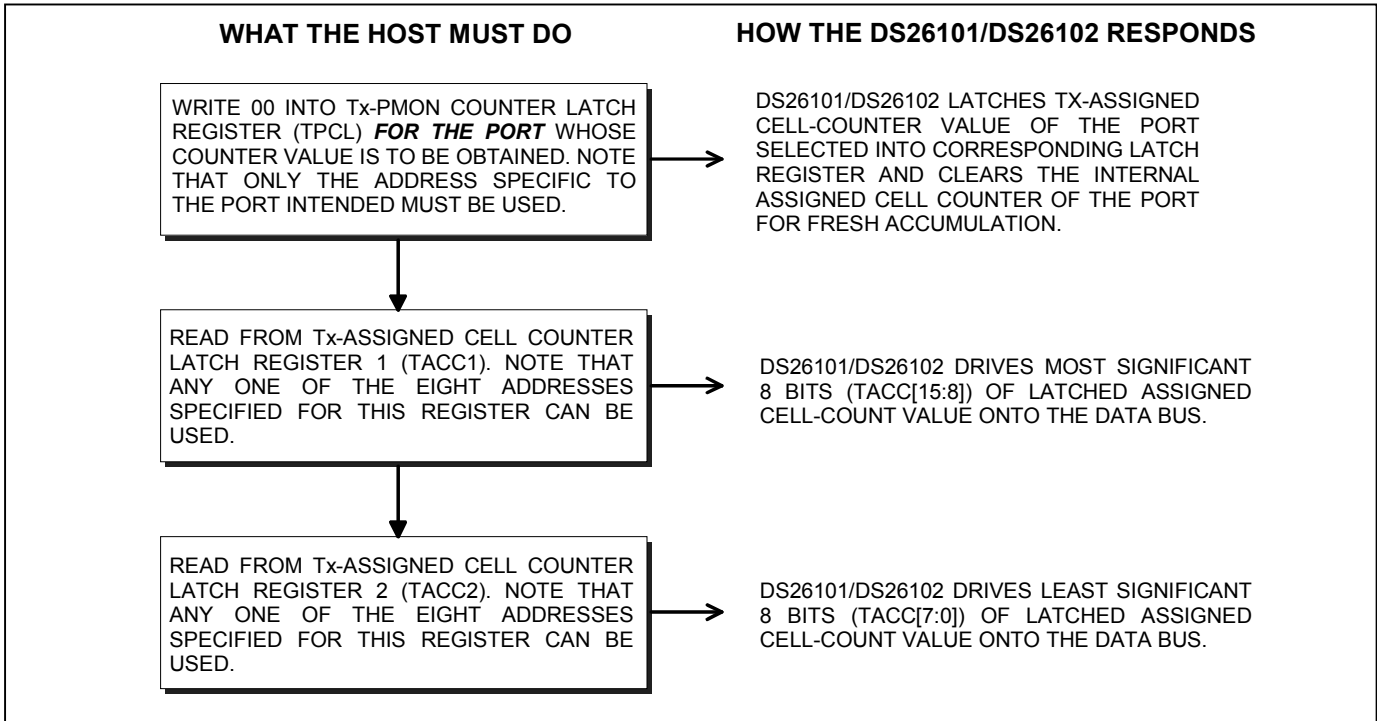 WHAT THE HOST MUST DO
HOW THE DS26101/DS26102 RESPONDS
WRITE 00 INTO Tx-PMON COUNTER LATCH
REGISTER (TPCL) FOR THE PORT WHOSE
COUNTER VALUE IS TO BE OBTAINED. NOTE
THAT ONLY THE ADDRESS SPECIFIC TO
THE PORT INTENDED MUST BE USED.
DS26101/DS26102 LATCHES TX-ASSIGNED
CELL-COUNTER VALUE OF THE PORT
SELECTED INTO CORRESPONDING LATCH
REGISTER AND CLEARS THE INTERNAL
ASSIGNED CELL COUNTER OF THE PORT
FOR FRESH ACCUMULATION.
READ FROM Tx-ASSIGNED CELL COUNTER
LATCH REGISTER 1 (TACC1). NOTE THAT
ANY ONE OF THE EIGHT ADDRESSES
SPECIFIED FOR THIS REGISTER CAN BE
USED.
DS26101/DS26102 DRIVES MOST SIGNIFICANT
8 BITS (TACC[15:8]) OF LATCHED ASSIGNED
CELL-COUNT VALUE ONTO THE DATA BUS.
READ FROM Tx-ASSIGNED CELL COUNTER
LATCH REGISTER 2 (TACC2). NOTE THAT
ANY ONE OF THE EIGHT ADDRESSES
SPECIFIED FOR THIS REGISTER CAN BE
USED.
DS26101/DS26102 DRIVES LEAST SIGNIFICANT
8 BITS (TACC[7:0]) OF LATCHED ASSIGNED
CELL-COUNT VALUE ONTO THE DATA BUS.